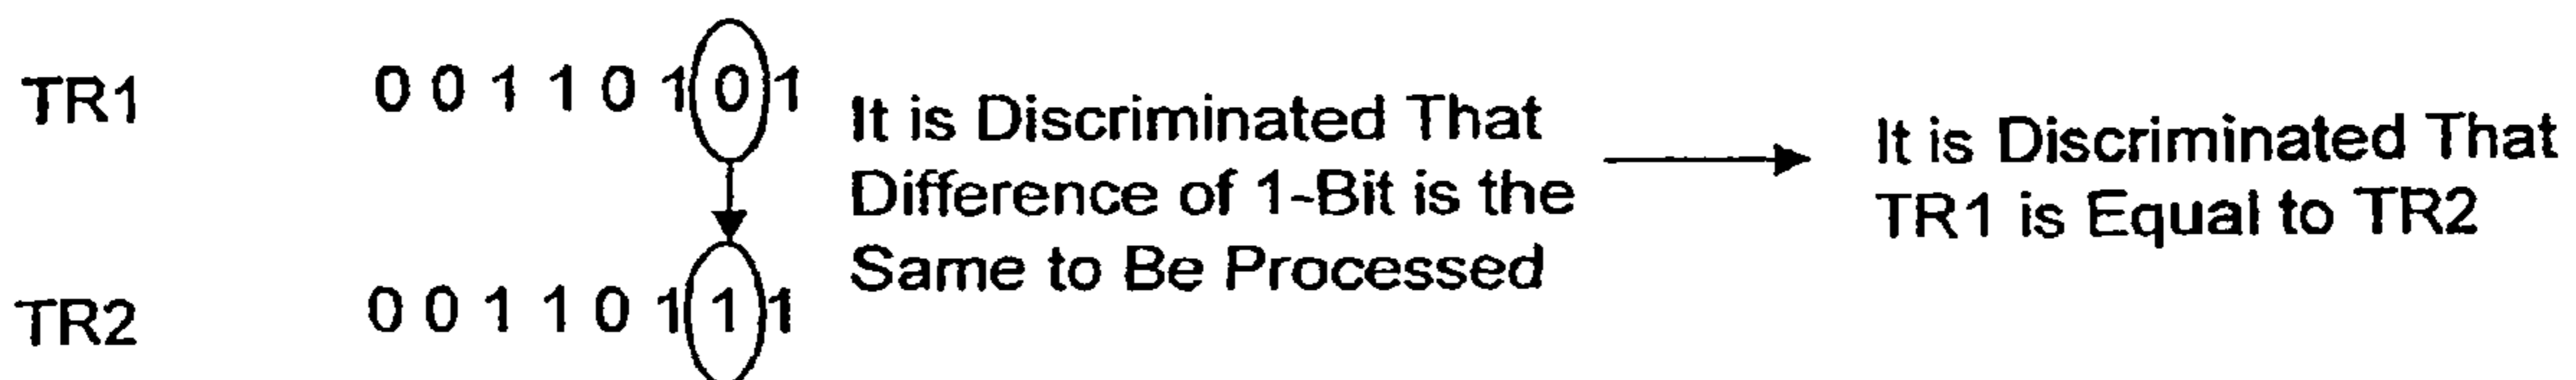 TR1 0 0 1 1 0 1 0 1
It is Discriminated That
Difference of 1-Bit is the
Same to Be Processed
It is Discriminated That
TR1 is Equal to TR2
TR2 0 0 1 1 0 1 1 1